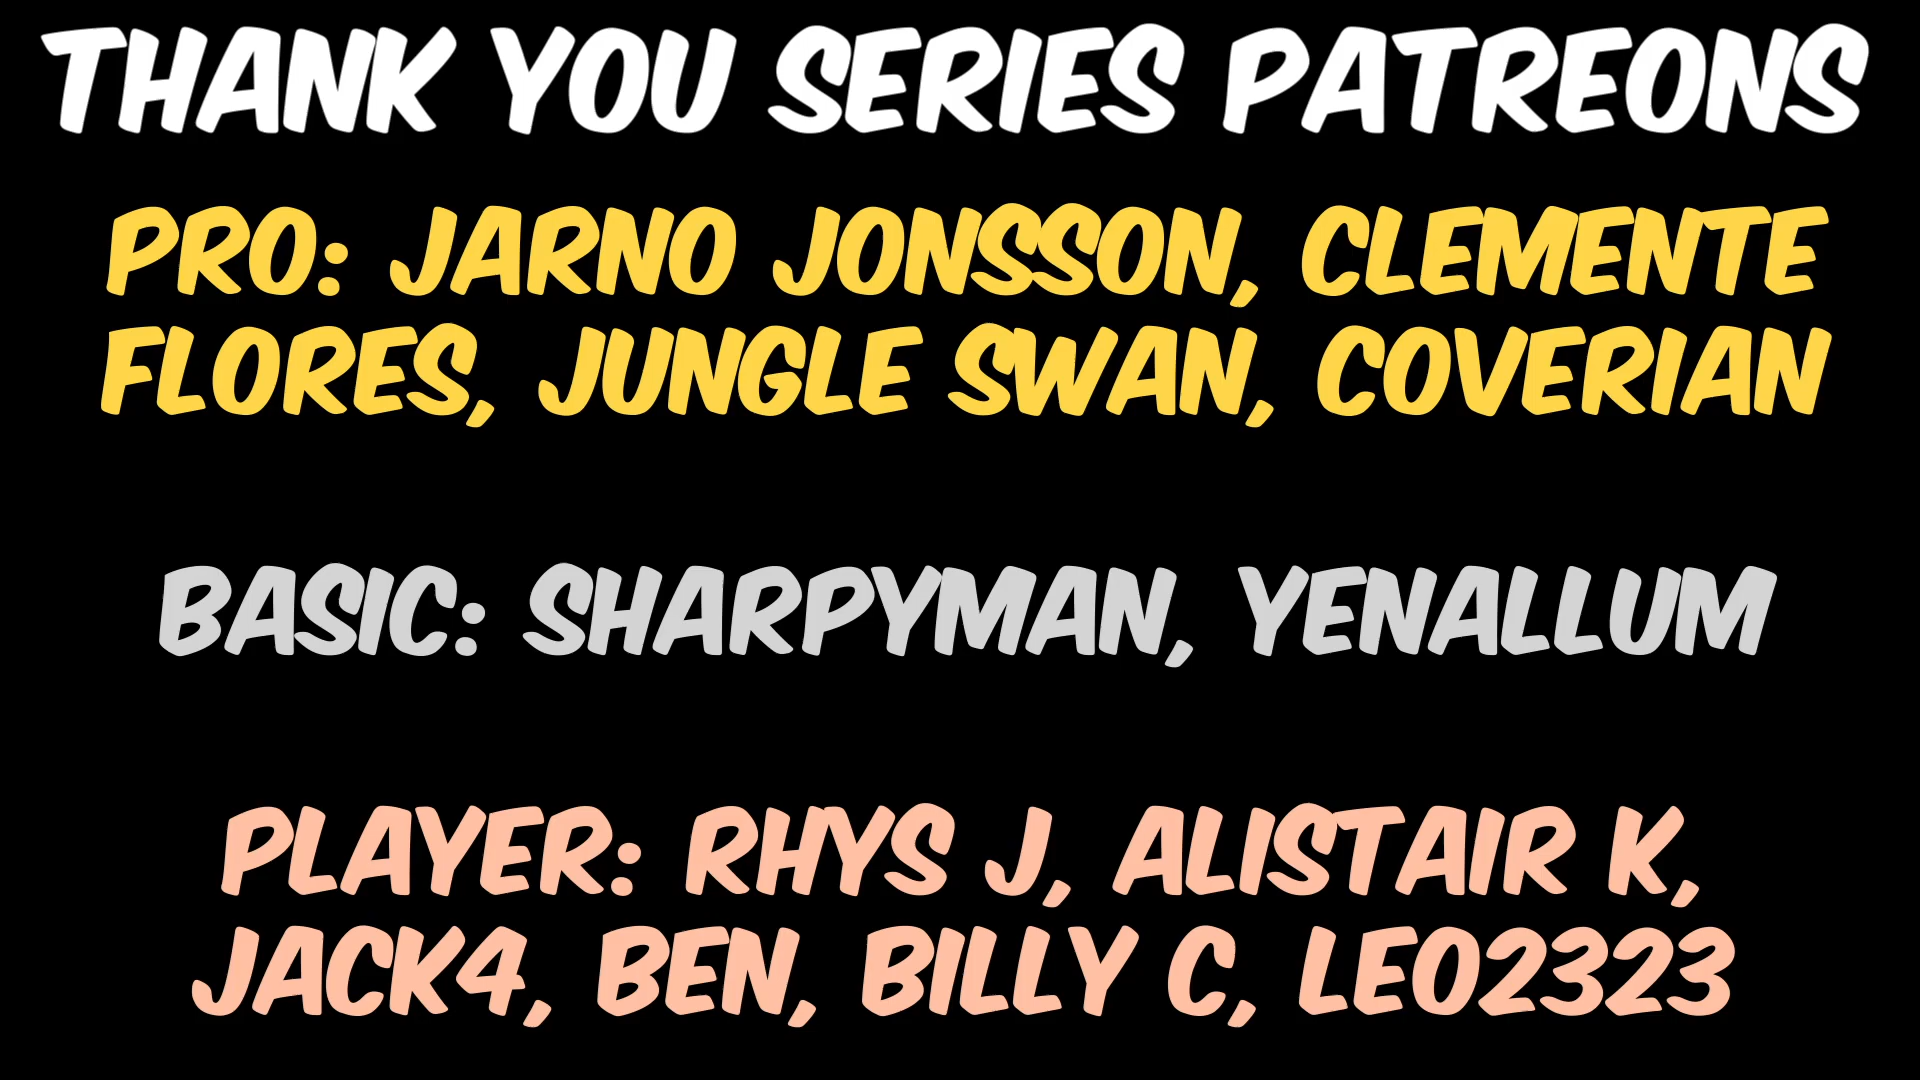 THANK YOU SERIES PATREONS
PRO: JARNO JONSSON, CLEMENTE
FLORES, JUNGLE SWAN, COVERIAN
BASIC: SHARPYMAN, YENALLUM
PLAYER: RHYS J, ALISTAIR K,
JACK4, BEN, BILLY C, LEO2323